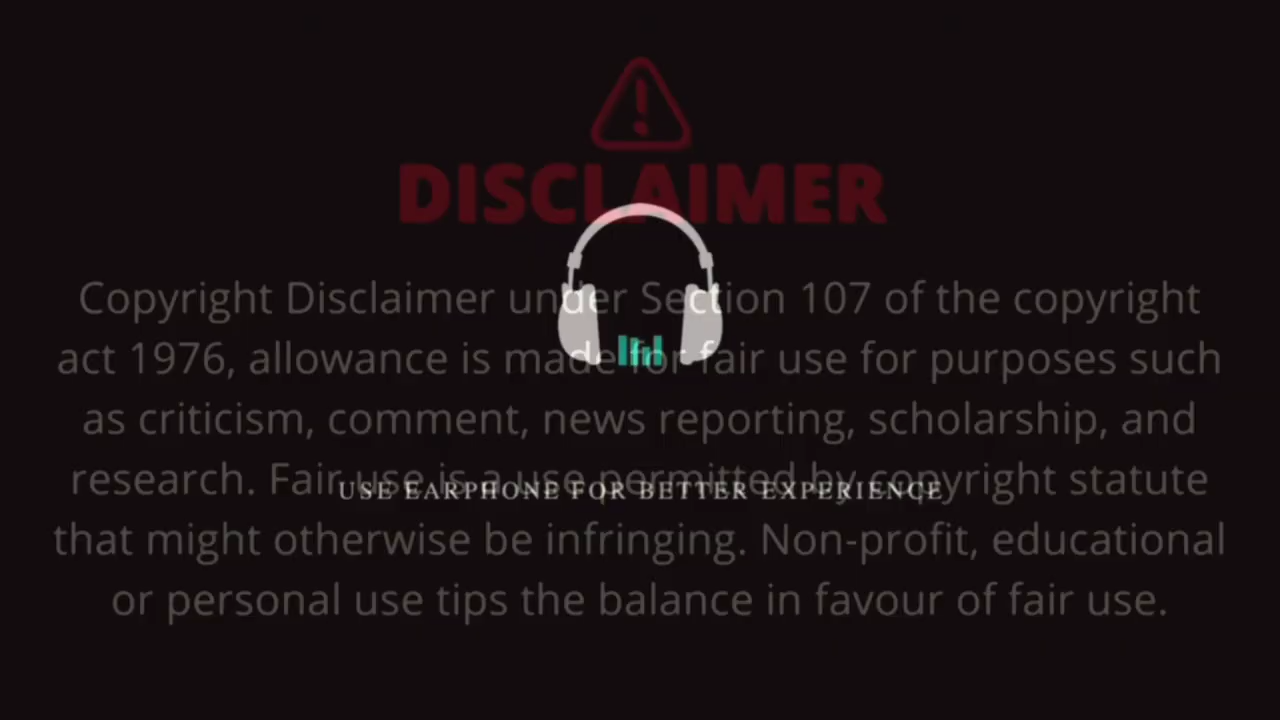 DISCLAIMER
Copyright Disclaimer under Section 107 of the copyright
act 1976, allowance is made for fair use for purposes such
as criticism, comment, news reporting, scholarship, and
research. Fair use is a use permitted by copyright statute
USE EARPHONE FOR BETTER EXPERIENCE
that might otherwise be infringing. Non-profit, educational
or personal use tips the balance in favour of fair use.